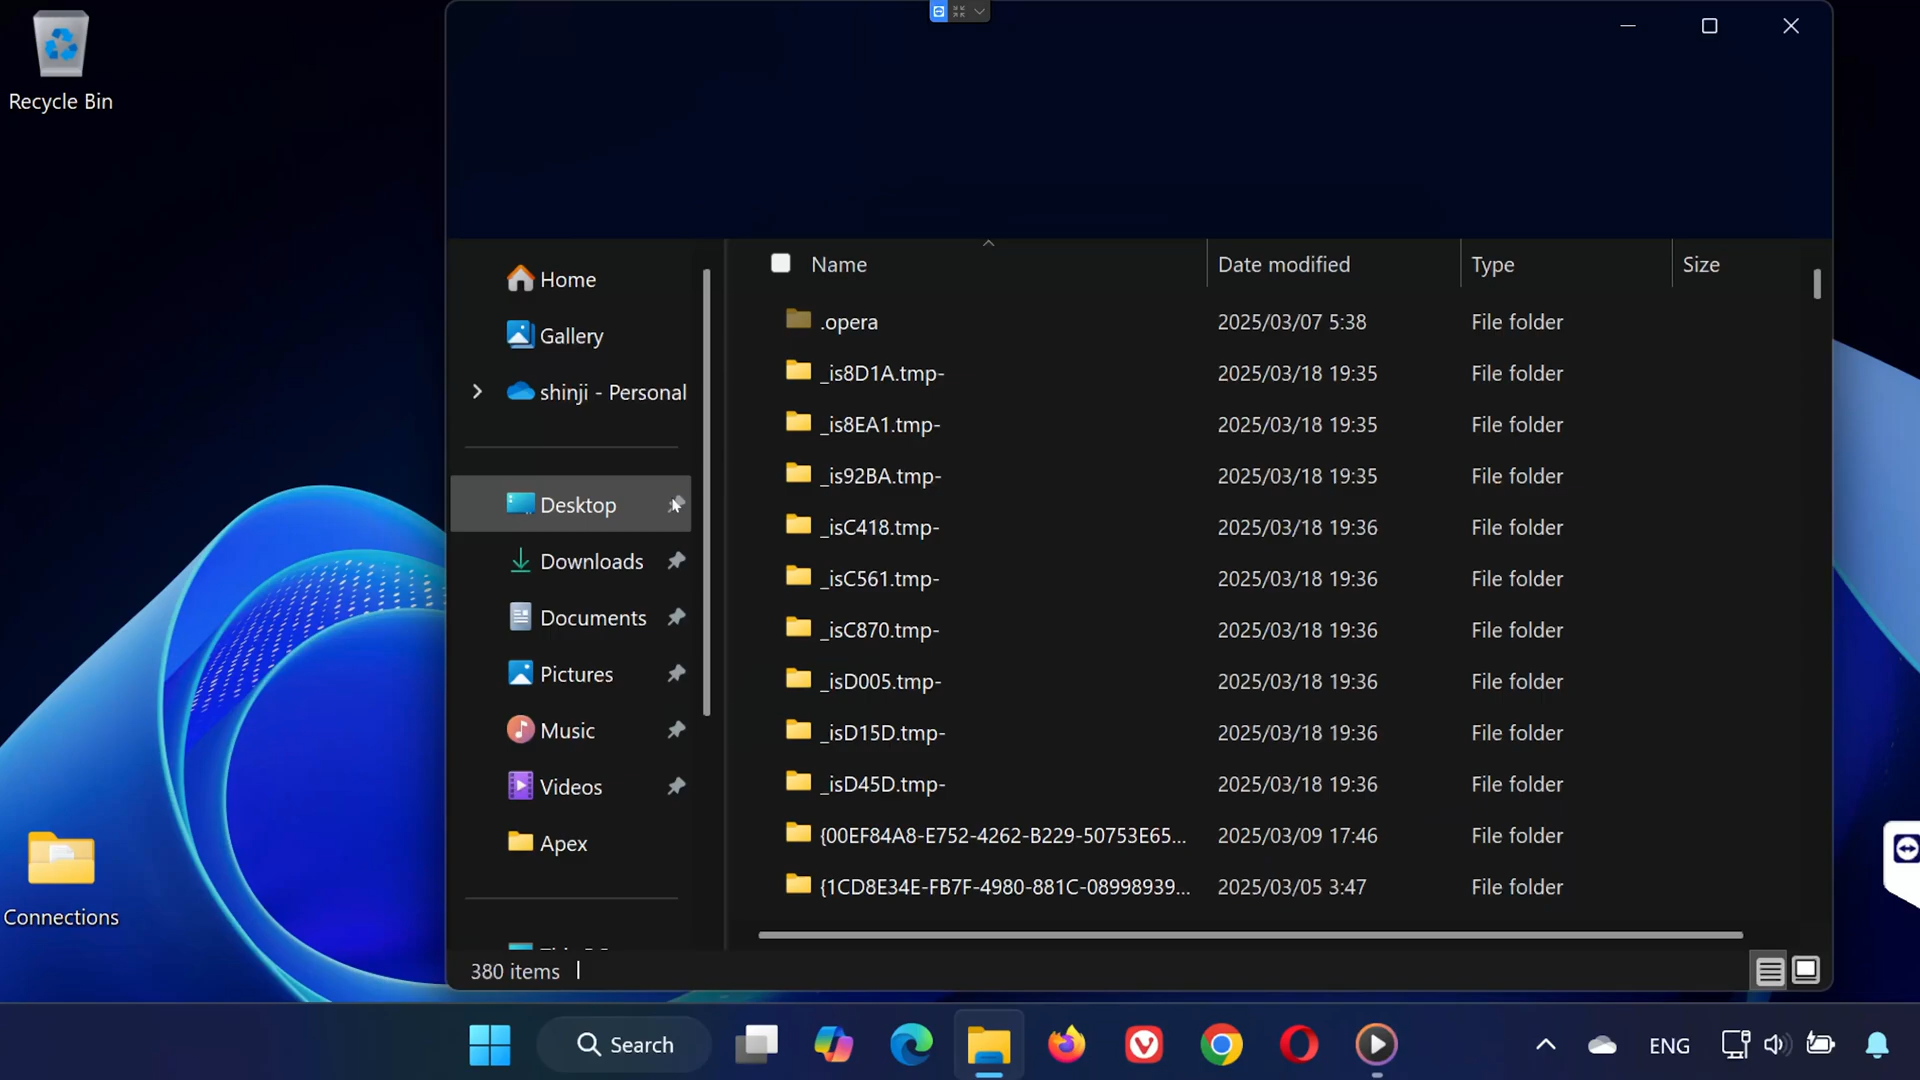 Recycle Bin
Connections
Home
Gallery
shinji - Personal
Desktop
Downloads
Documents
Pictures
Music
Videos
Apex
Name Date modified Type Size
.opera 2025/03/07 5:38 File folder
_is8D1A.tmp- 2025/03/18 19:35 File folder
_is8EA1.tmp- 2025/03/18 19:35 File folder
_is92BA.tmp- 2025/03/18 19:35 File folder
_isC418.tmp- 2025/03/18 19:36 File folder
_isC561.tmp- 2025/03/18 19:36 File folder
_isC870.tmp- 2025/03/18 19:36 File folder
_isD005.tmp- 2025/03/18 19:36 File folder
_isD15D.tmp- 2025/03/18 19:36 File folder
_isD45D.tmp- 2025/03/18 19:36 File folder
{00EF84A8-E752-4262-B229-50753E65... 2025/03/09 17:46 File folder
{1CD8E34E-FB7F-4980-881C-08998939... 2025/03/05 3:47 File folder
380 items
Search
ENG